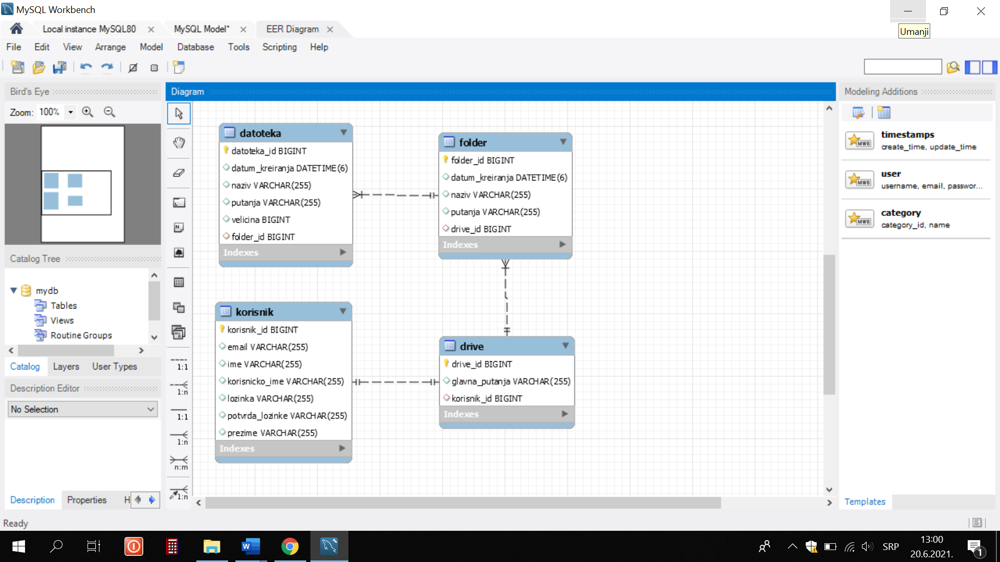 MySQL Workbench
Umanji
Local instance MySQL80
MySQL Model*
EER Diagram
File Edit View Arrange Model Database Tools Scripting Help
Bird's Eye
Zoom: 100%
Catalog Tree
mydb
Tables
Views
Routine Groups
Catalog Layers User Types
Description Editor
No Selection
Description Properties H
Ready
Diagram
1:1
1:n
1:1
1:n
n:m
1:n
datoteka
datoteka_id BIGINT
datum_kreiranja DATETIME(6)
naziv VARCHAR(255)
putanja VARCHAR(255)
velicina BIGINT
folder_id BIGINT
Indexes
folder
folder_id BIGINT
datum_kreiranja DATETIME(6)
naziv VARCHAR(255)
putanja VARCHAR(255)
drive_id BIGINT
Indexes
korisnik
korisnik_id BIGINT
email VARCHAR(255)
ime VARCHAR(255)
korisnicko_ime VARCHAR(255)
lozinka VARCHAR(255)
potvrda_lozinke VARCHAR(255)
prezime VARCHAR(255)
Indexes
drive
drive_id BIGINT
glavna_putanja VARCHAR(255)
korisnik_id BIGINT
Indexes
Modeling Additions
MWB
timestamps
create_time, update_time
MWB
user
username, email, passwor...
MWB
category
category_id, name
Templates
W
SRP
13:00
20.6.2021.
1